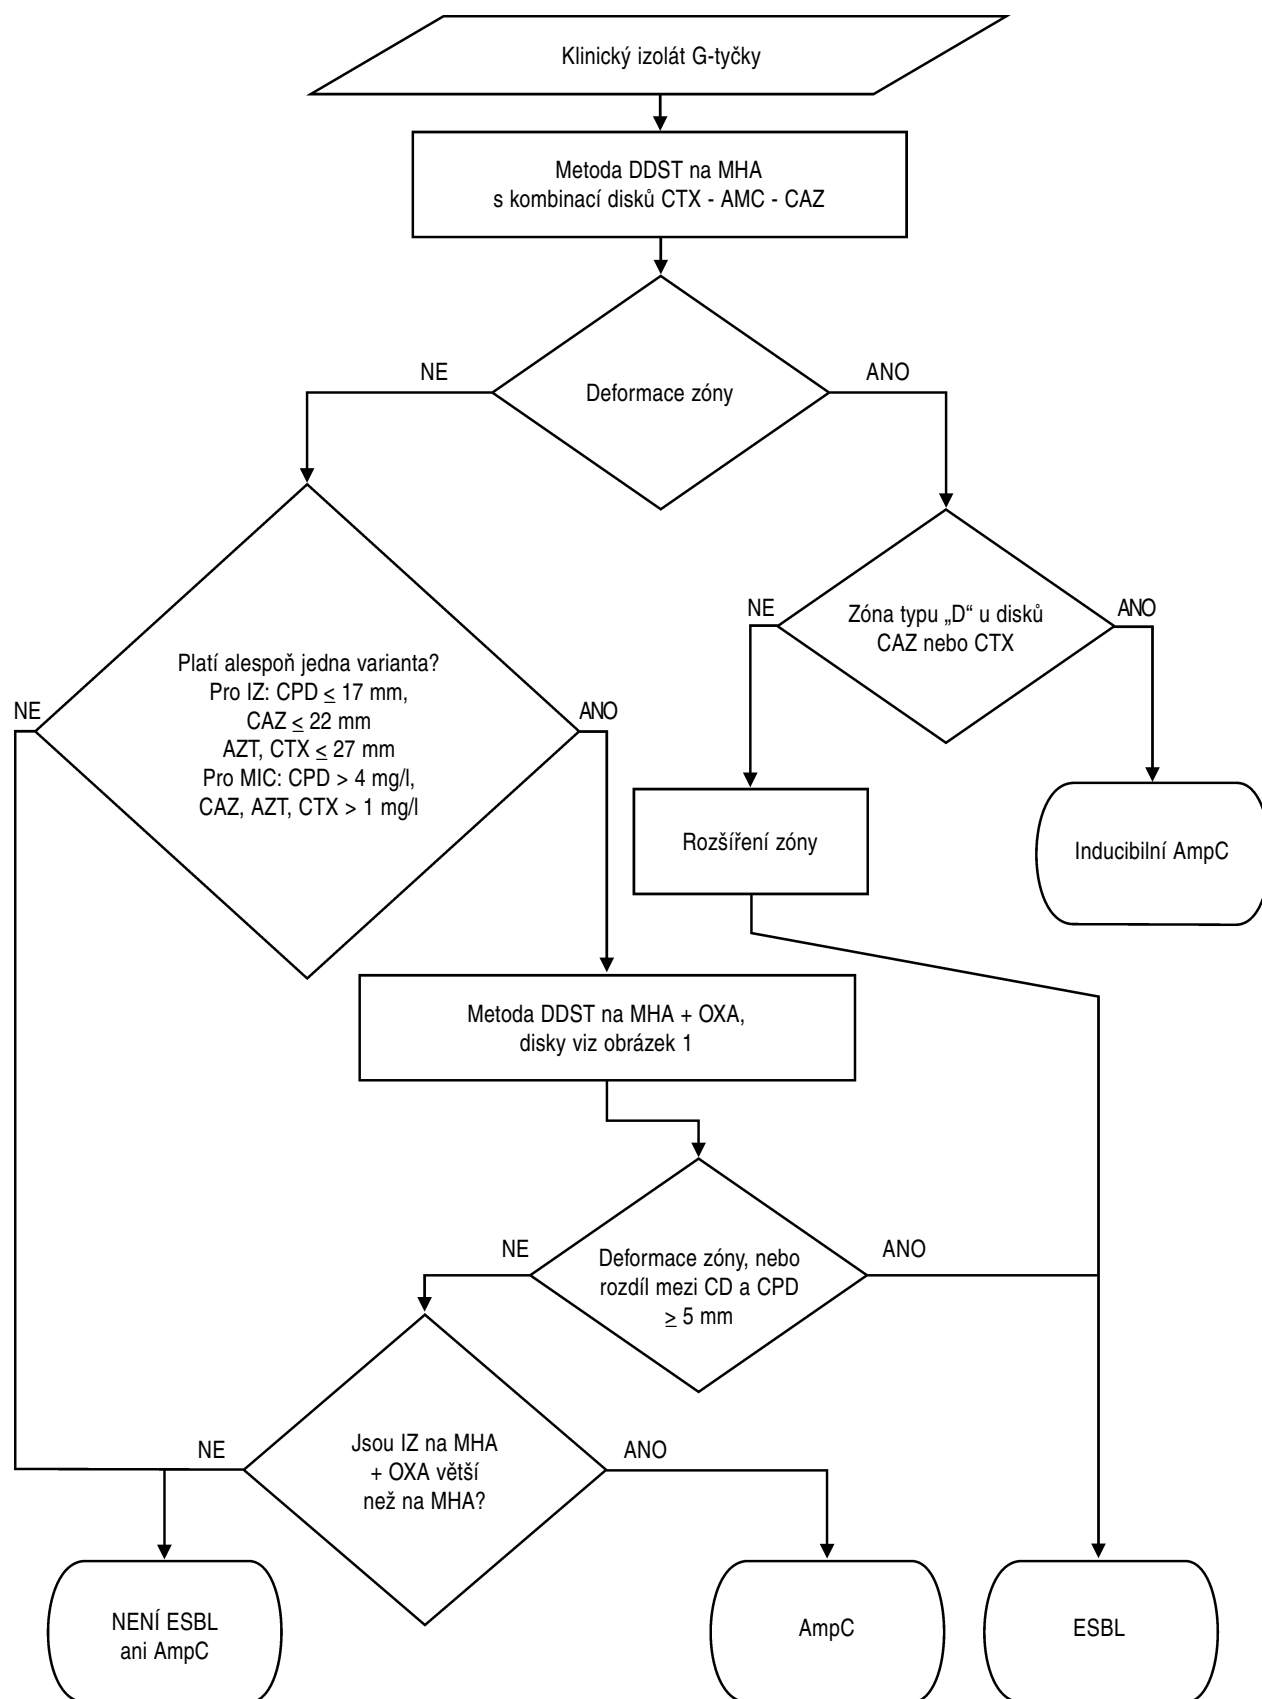 Klinický izolát G-tyčky
Metoda DDST na MHA
s kombinací disků CTX - AMC - CAZ
NE
ANO
Deformace zóny
NE
ANO
Zóna typu „D“ u disků
CAZ nebo CTX
Platí alespoň jedna varianta?
Pro IZ: CPD ≤ 17 mm,
CAZ ≤ 22 mm
AZT, CTX ≤ 27 mm
Pro MIC: CPD > 4 mg/l,
CAZ, AZT, CTX > 1 mg/l
NE
ANO
Rozšíření zóny
Inducibilní AmpC
Metoda DDST na MHA + OXA,
disky viz obrázek 1
NE
ANO
Deformace zóny, nebo
rozdíl mezi CD a CPD
≥ 5 mm
NE
ANO
Jsou IZ na MHA
+ OXA větší
než na MHA?
NENÍ ESBL
ani AmpC
AmpC
ESBL